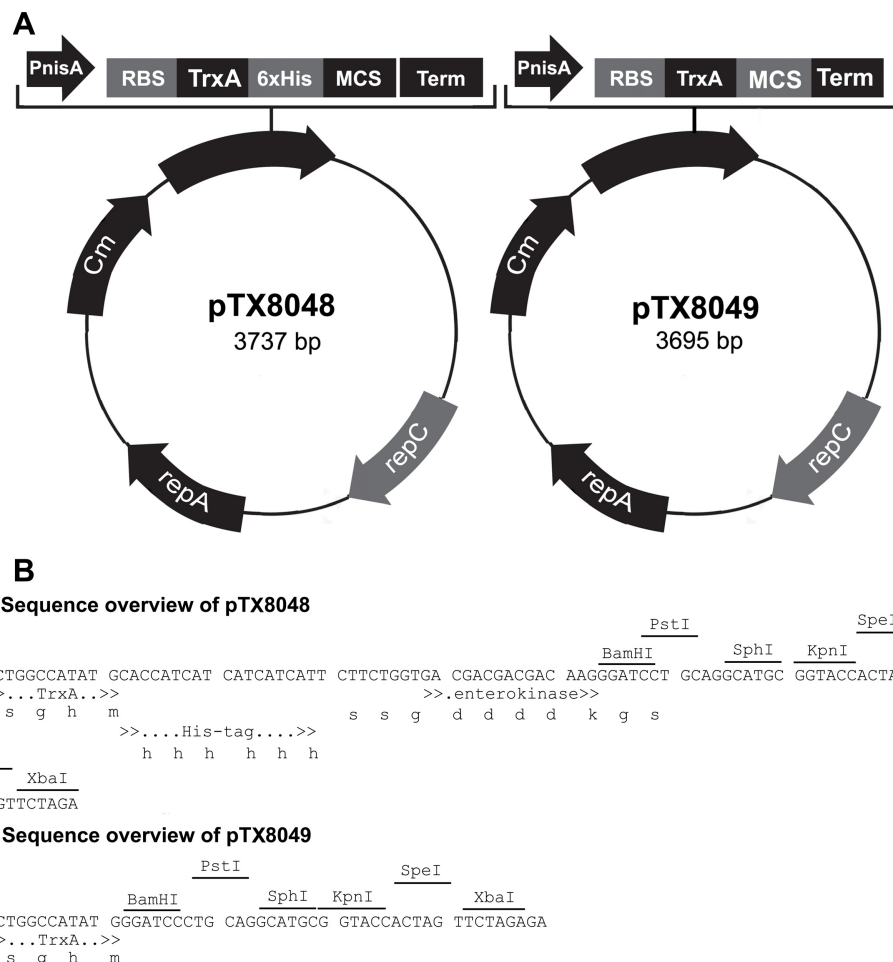 A
PnisA RBS TrxA 6xHis MCS Term
PnisA RBS TrxA MCS Term
Cm
pTX8048
3737 bp
repC
repA
Cm
pTX8049
3695 bp
repC
repA
B
Sequence overview of pTX8048
PstI
BamHI SphI KpnI
CTGGCCATAT GCACCATCAT CATCATCATT CTTCTGGTGA CGACGACGAC AAGGGATCCT GCAGGCATGC GGTACCACTA
>...TrxA..>> >>.enterokinase>>
s g h m s s g d d d d k g s
>>....His-tag....>>
h h h h h h
XbaI
GTTCTAGA
Sequence overview of pTX8049
PstI SpeI
BamHI SphI KpnI XbaI
CTGGCCATAT GGGATCCCTG CAGGCATGCG GTACCACTAG TTCTAGAGA
>...TrxA..>>
s g h m